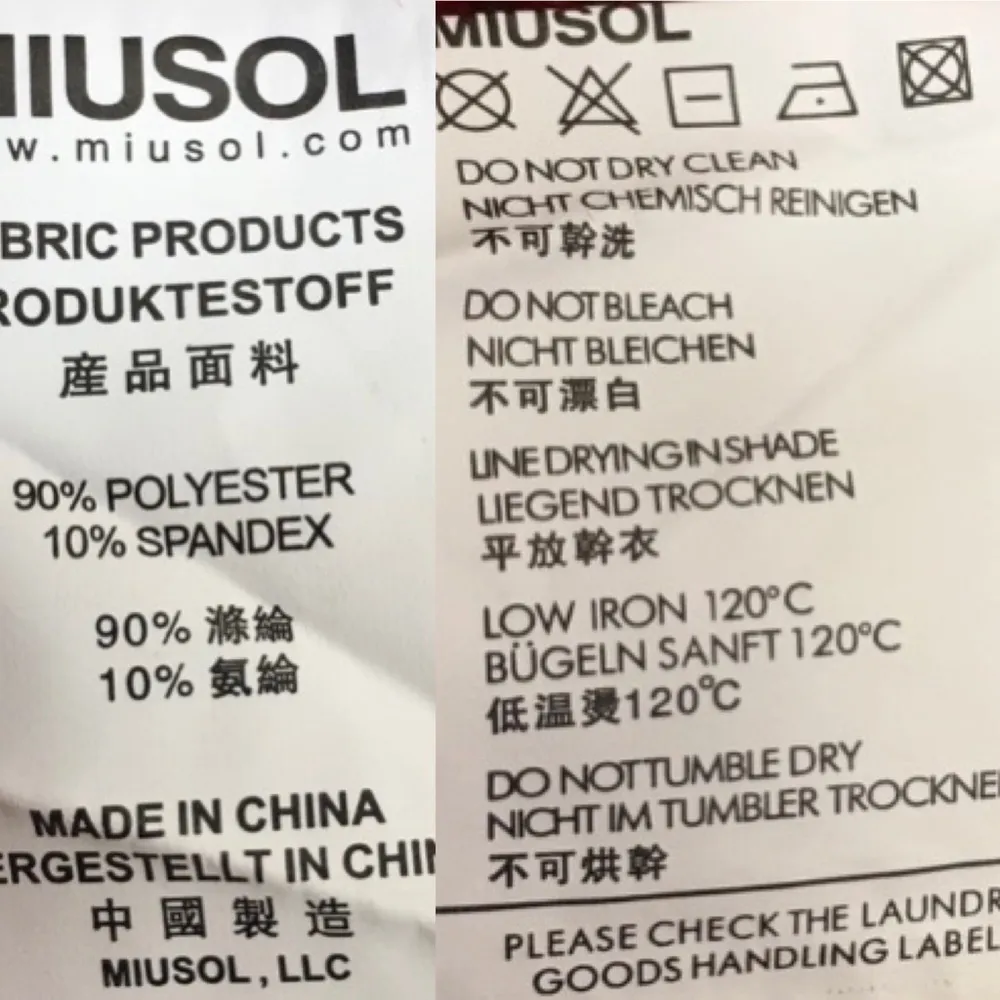 MIUSOL
w.miusol.com
BRIC PRODUCTS
RODUKTESTOFF
産品面料
90% POLYESTER
10% SPANDEX
90% 滌綸
10% 氨綸
MADE IN CHINA
ERGESTELLT IN CHIN
中國製造
MIUSOL, LLC
MIUSOL
DO NOT DRY CLEAN
NICHT CHEMISCH REINIGEN
不可幹洗
DO NOT BLEACH
NICHT BLEICHEN
不可漂白
LINE DRYING IN SHADE
LIEGEND TROCKNEN
平放幹衣
LOW IRON 120°C
BÜGELN SANFT 120°C
低温燙120℃
DO NOT TUMBLE DRY
NICHT IM TUMBLER TROCKNE
不可烘幹
PLEASE CHECK THE LAUNDR
GOODS HANDLING LABEL